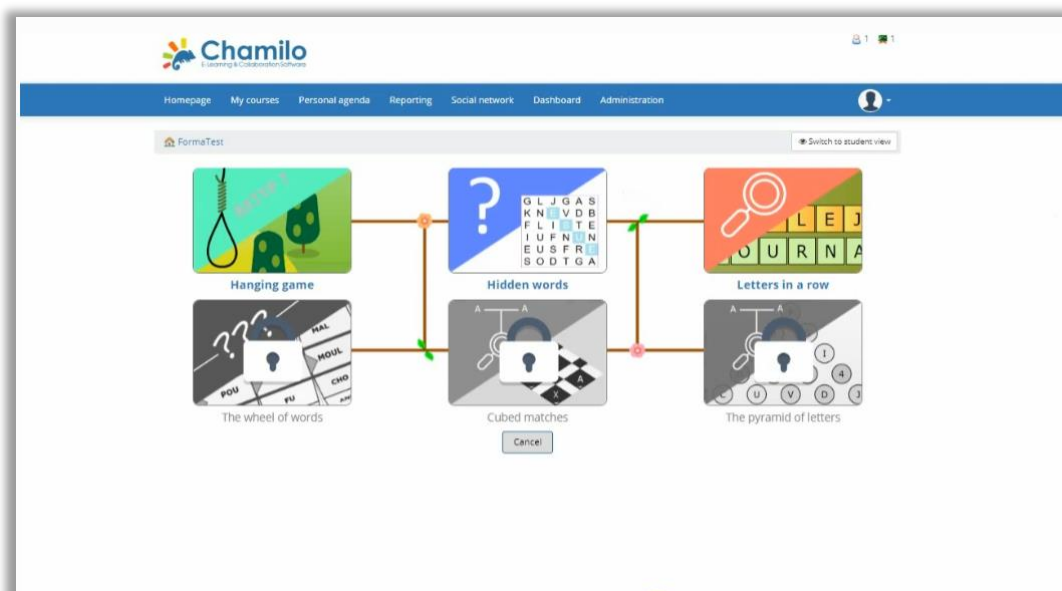 Chamilo
E-Learning & Collaboration Software
1 1
Homepage My courses Personal agenda Reporting Social network Dashboard Administration
FormaTest
Switch to student view
?
G L J G A S
K N E V D B
F L I S T E
I U F N U N
E U S F R E
S O D T G A
L E J
O U R N A
Hanging game
Hidden words
Letters in a row
???
MAL
MOUL
CHO
POU
FU
A A
A
X
A A
I
4
C U V D J
The wheel of words
Cubed matches
The pyramid of letters
Cancel